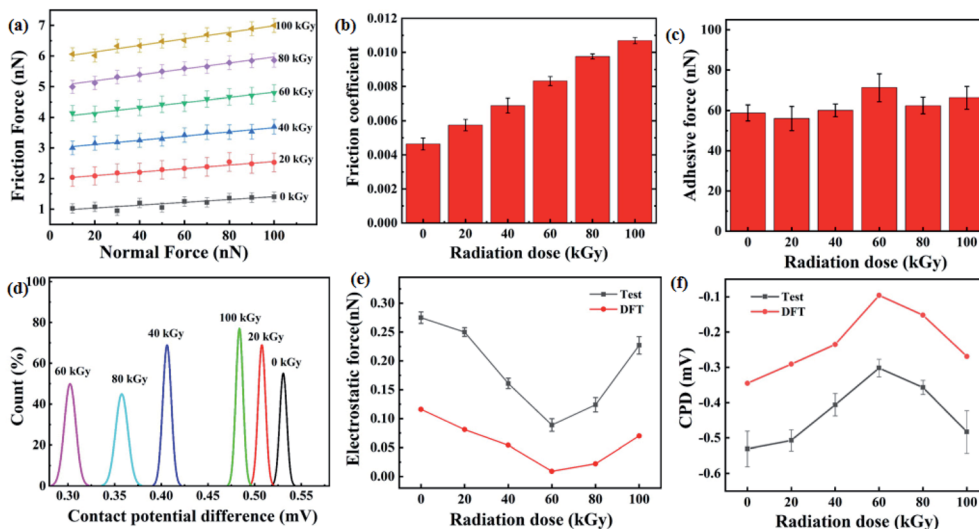 (a)
Friction Force (nN)
7
6
5
4
3
2
1
100 kGy
80 kGy
60 kGy
40 kGy
20 kGy
0 kGy
0 20 40 60 80 100
Normal Force (nN)
(b)
Friction coefficient
0.012
0.010
0.008
0.006
0.004
0.002
0.000
0 20 40 60 80 100
Radiation dose (kGy)
(c)
Adhesive force (nN)
100
80
60
40
20
0
0 20 40 60 80 100
Radiation dose (kGy)
(d)
Count (%)
100
80
60
40
20
0
60 kGy
80 kGy
40 kGy
100 kGy
20 kGy
0 kGy
0.30 0.35 0.40 0.45 0.50 0.55
Contact potential difference (mV)
(e)
Electrostatic force(nN)
0.30
0.25
0.20
0.15
0.10
0.05
0.00
Test
DFT
0 20 40 60 80 100
Radiation dose (kGy)
(f)
CPD (mV)
-0.1
-0.2
-0.3
-0.4
-0.5
-0.6
Test
DFT
0 20 40 60 80 100
Radiation dose (kGy)